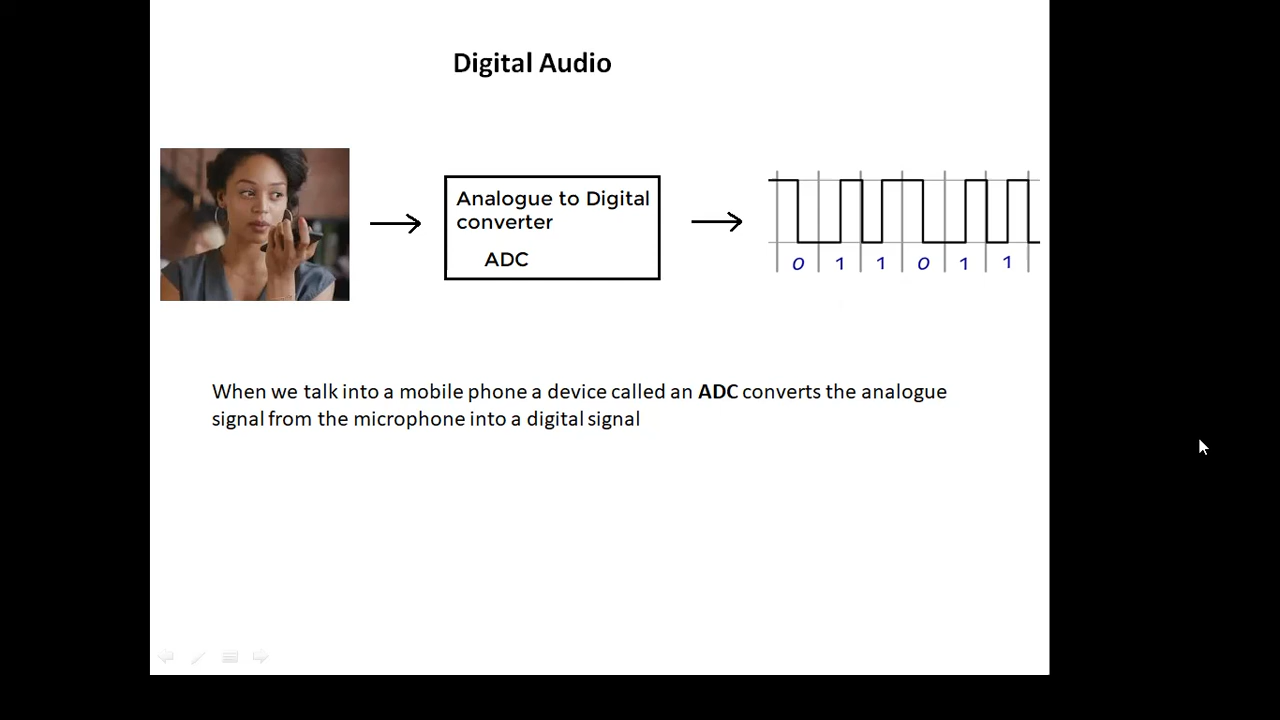 Digital Audio
Analogue to Digital
converter
ADC
0 1 1 0 1 1
When we talk into a mobile phone a device called an ADC converts the analogue
signal from the microphone into a digital signal